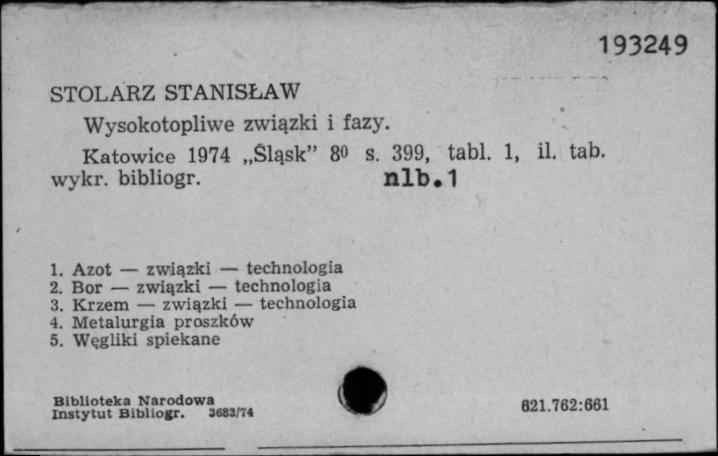 193249
STOLARZ STANISŁAW
Wysokotopliwe związki i fazy.
Katowice 1974 „Śląsk” 8⁰ s. 399, tabl. 1, il. tab.
wykr. bibliogr. nlb.1
1. Azot — związki — technologia
2. Bor — związki — technologia
3. Krzem — związki — technologia
4. Metalurgia proszków
5. Węgliki spiekane
Biblioteka Narodowa
Instytut Bibliogr. 3683/74
621.762:661